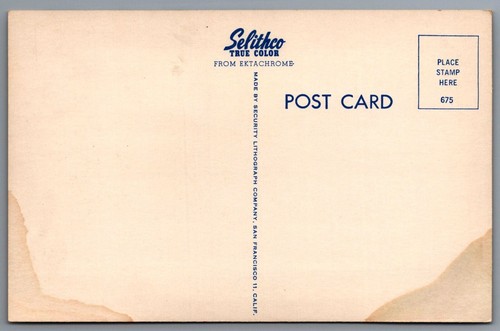 Selithco
TRUE COLOR
FROM EKTACHROME
MADE BY SECURITY LITHOGRAPH COMPANY, SAN FRANCISCO 11, CALIF.
POST CARD
PLACE
STAMP
HERE
675